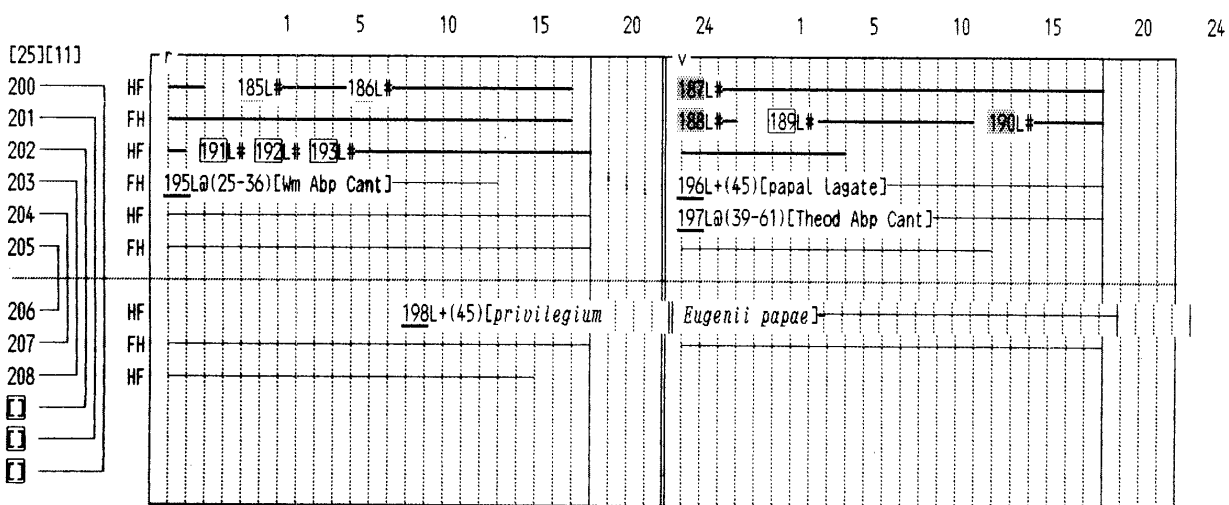 1 5 10 15 20 24 1 5 10 15 20 24
[25][11] r v
200 HF 185L# 186L# 187L#
201 FH 188L# 189L# 190L#
202 HF 191L# 192L# 193L#
203 FH 195L@(25-36)[Wm Abp Cant] 196L+(45)[papal lagate]
204 HF 197L@(39-61)[Theod Abp Cant]
205 FH
206 HF 198L+(45)[privilegium Eugenii papae]
207 FH
208 HF
[]
[]
[]